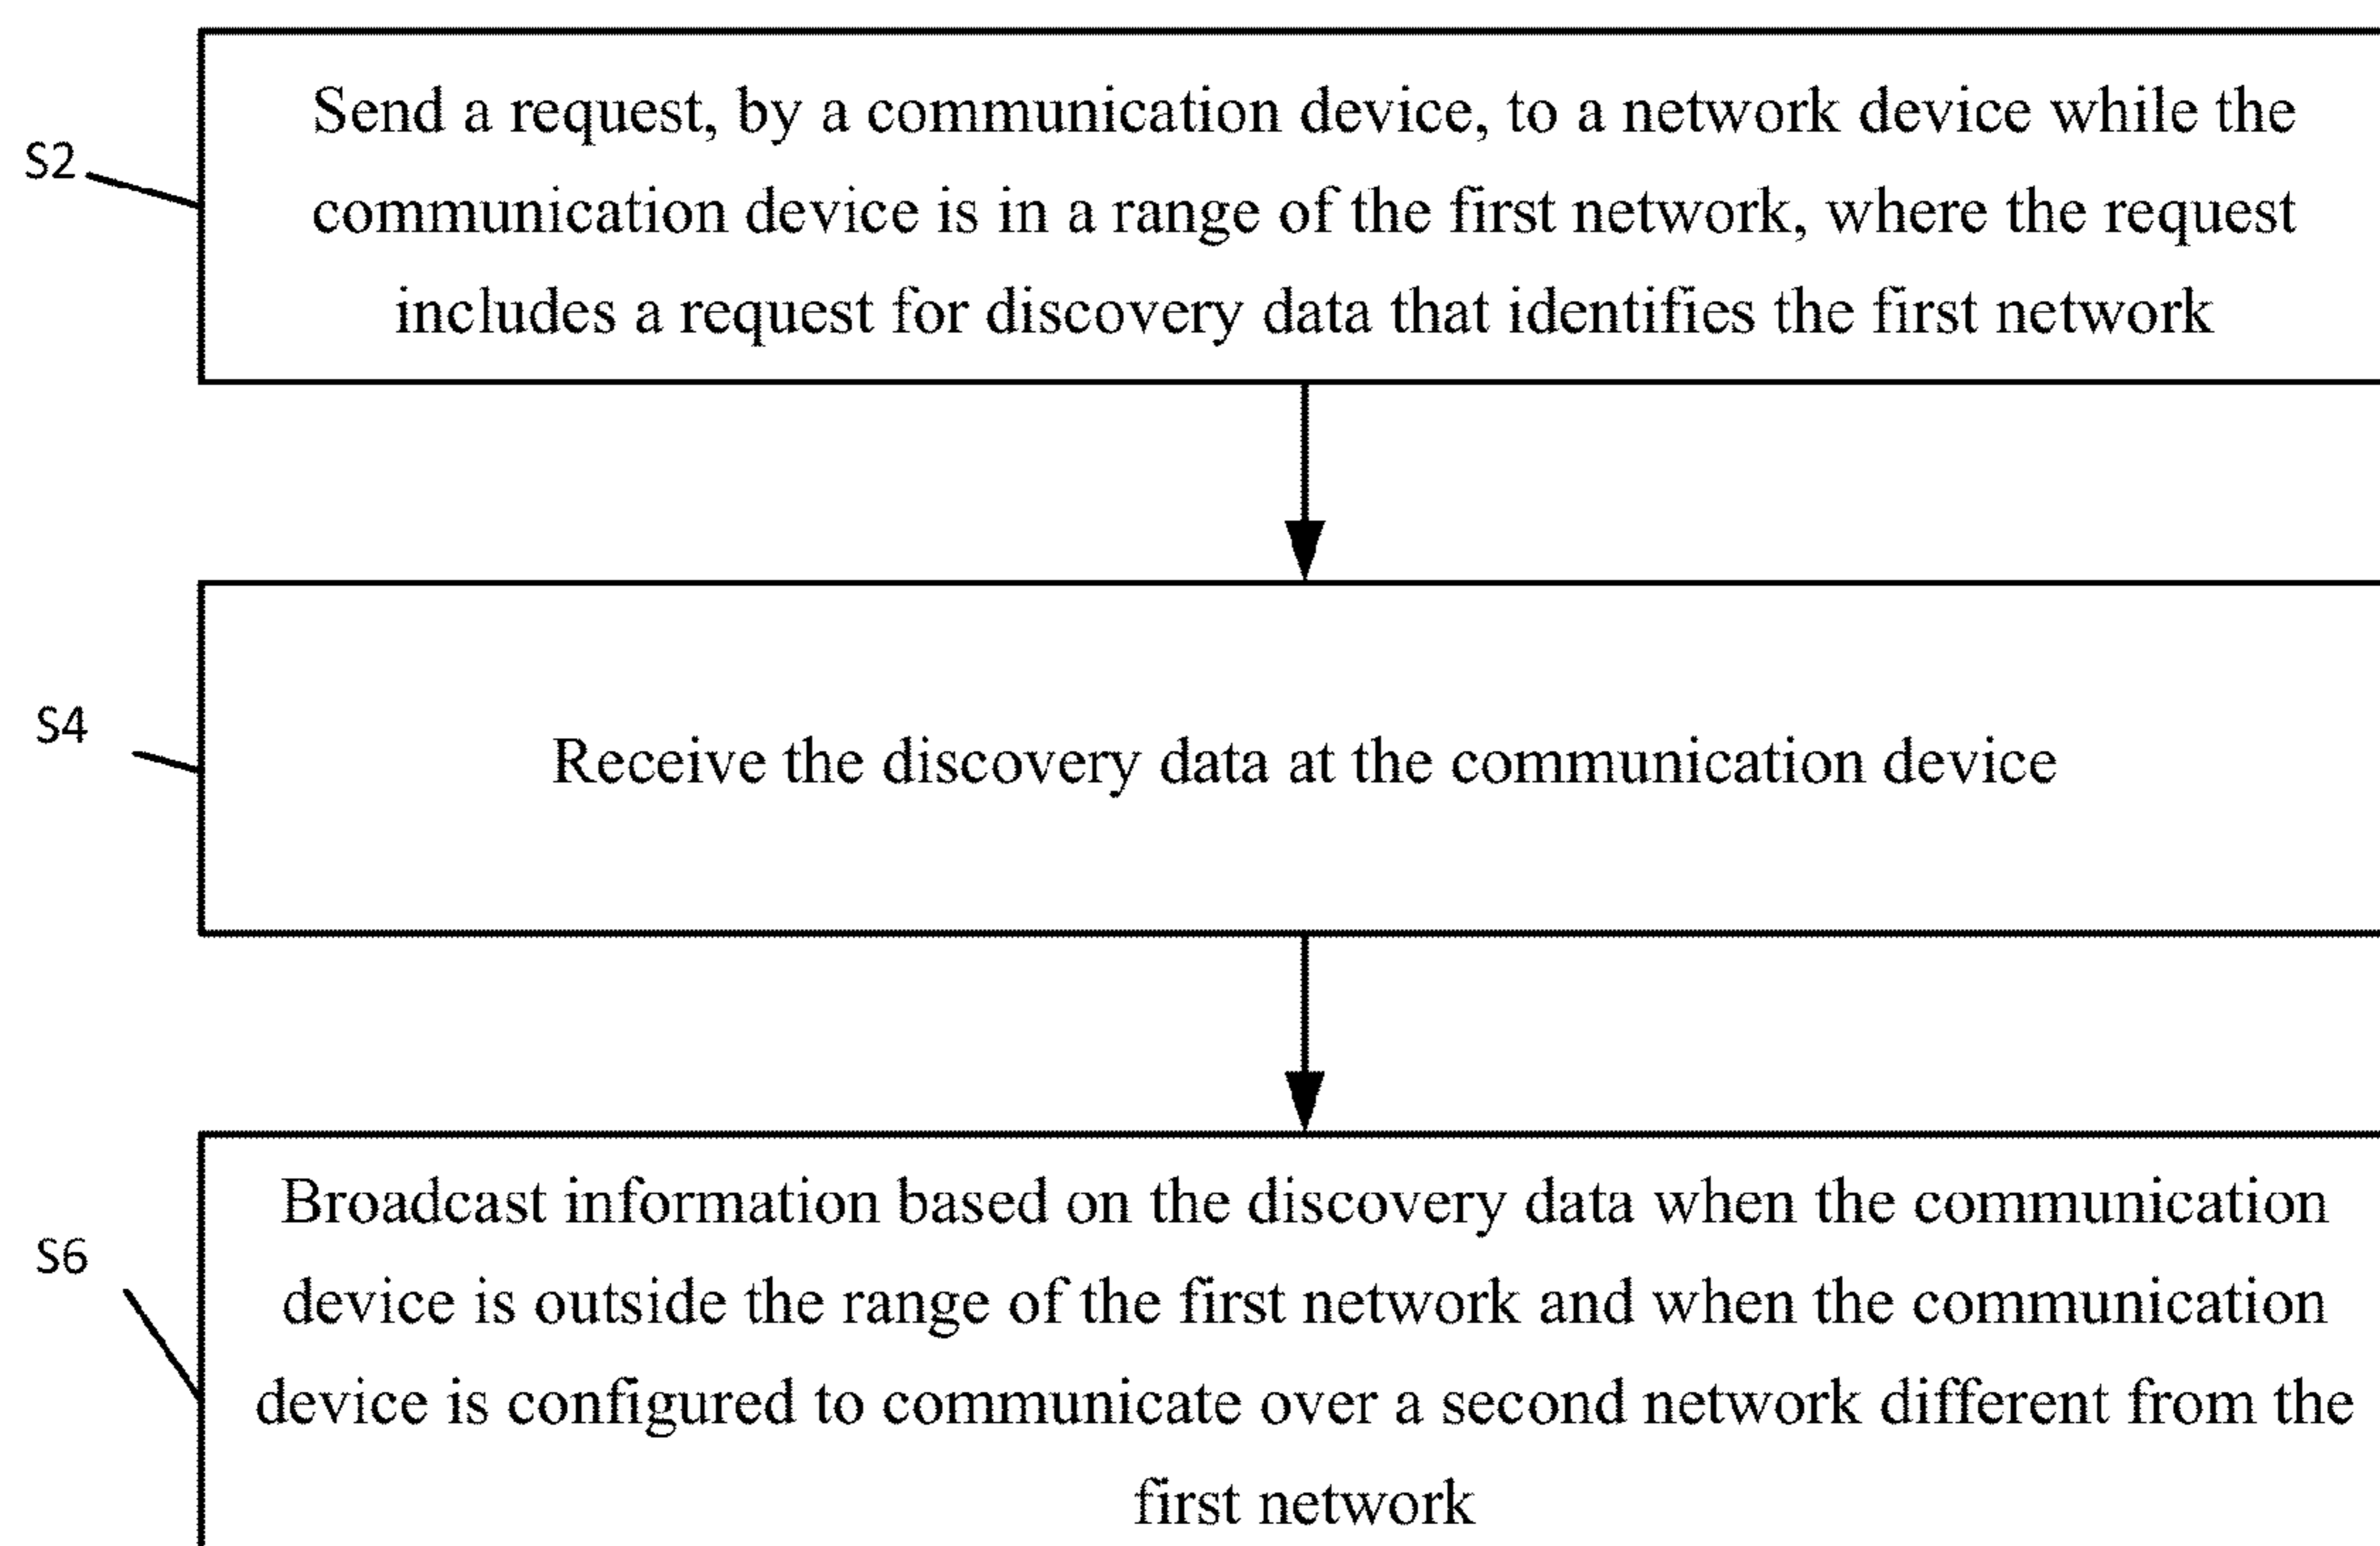 S2
Send a request, by a communication device, to a network device while the
communication device is in a range of the first network, where the request
includes a request for discovery data that identifies the first network
S4
Receive the discovery data at the communication device
S6
Broadcast information based on the discovery data when the communication
device is outside the range of the first network and when the communication
device is configured to communicate over a second network different from the
first network